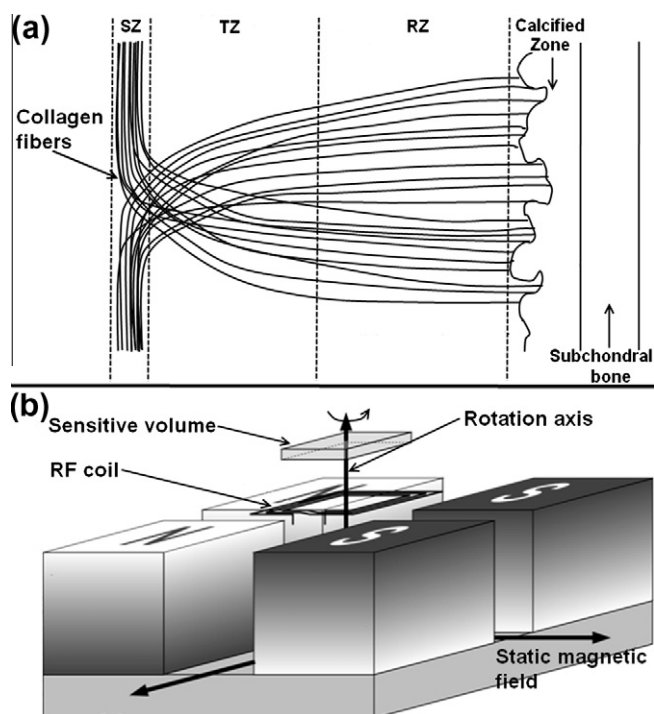 (a)
SZ
TZ
RZ
Calcified
Zone
Collagen
fibers
Subchondral
bone
(b)
Sensitive volume
Rotation axis
RF coil
N
N
S
S
Static magnetic
field